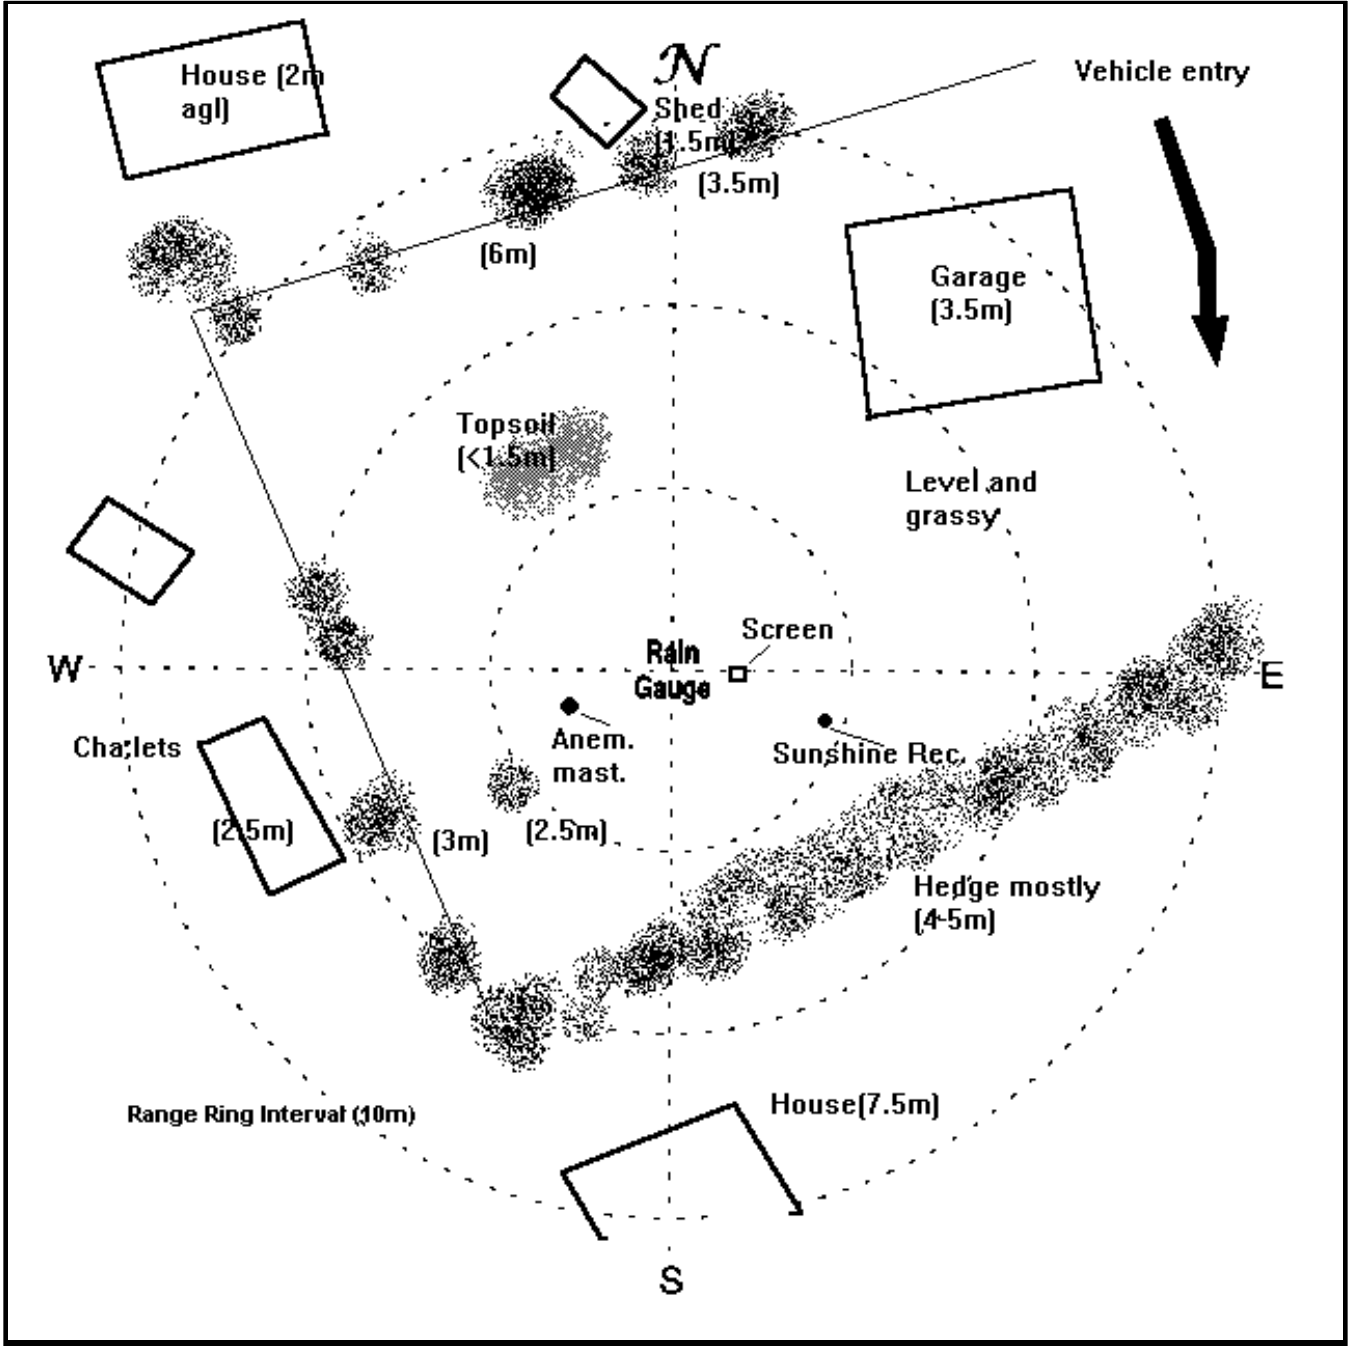 N
House (2m
agl)
Shed
(1.5m)
Vehicle entry
(3.5m)
(6m)
Garage
(3.5m)
Topsoil
(<1.5m)
Level and
grassy
Screen
Rain
Gauge
W
E
Chalets
Anem.
mast.
Sunshine Rec.
(2.5m)
(3m)
(2.5m)
Hedge mostly
(4-5m)
Range Ring Interval (10m)
House(7.5m)
S